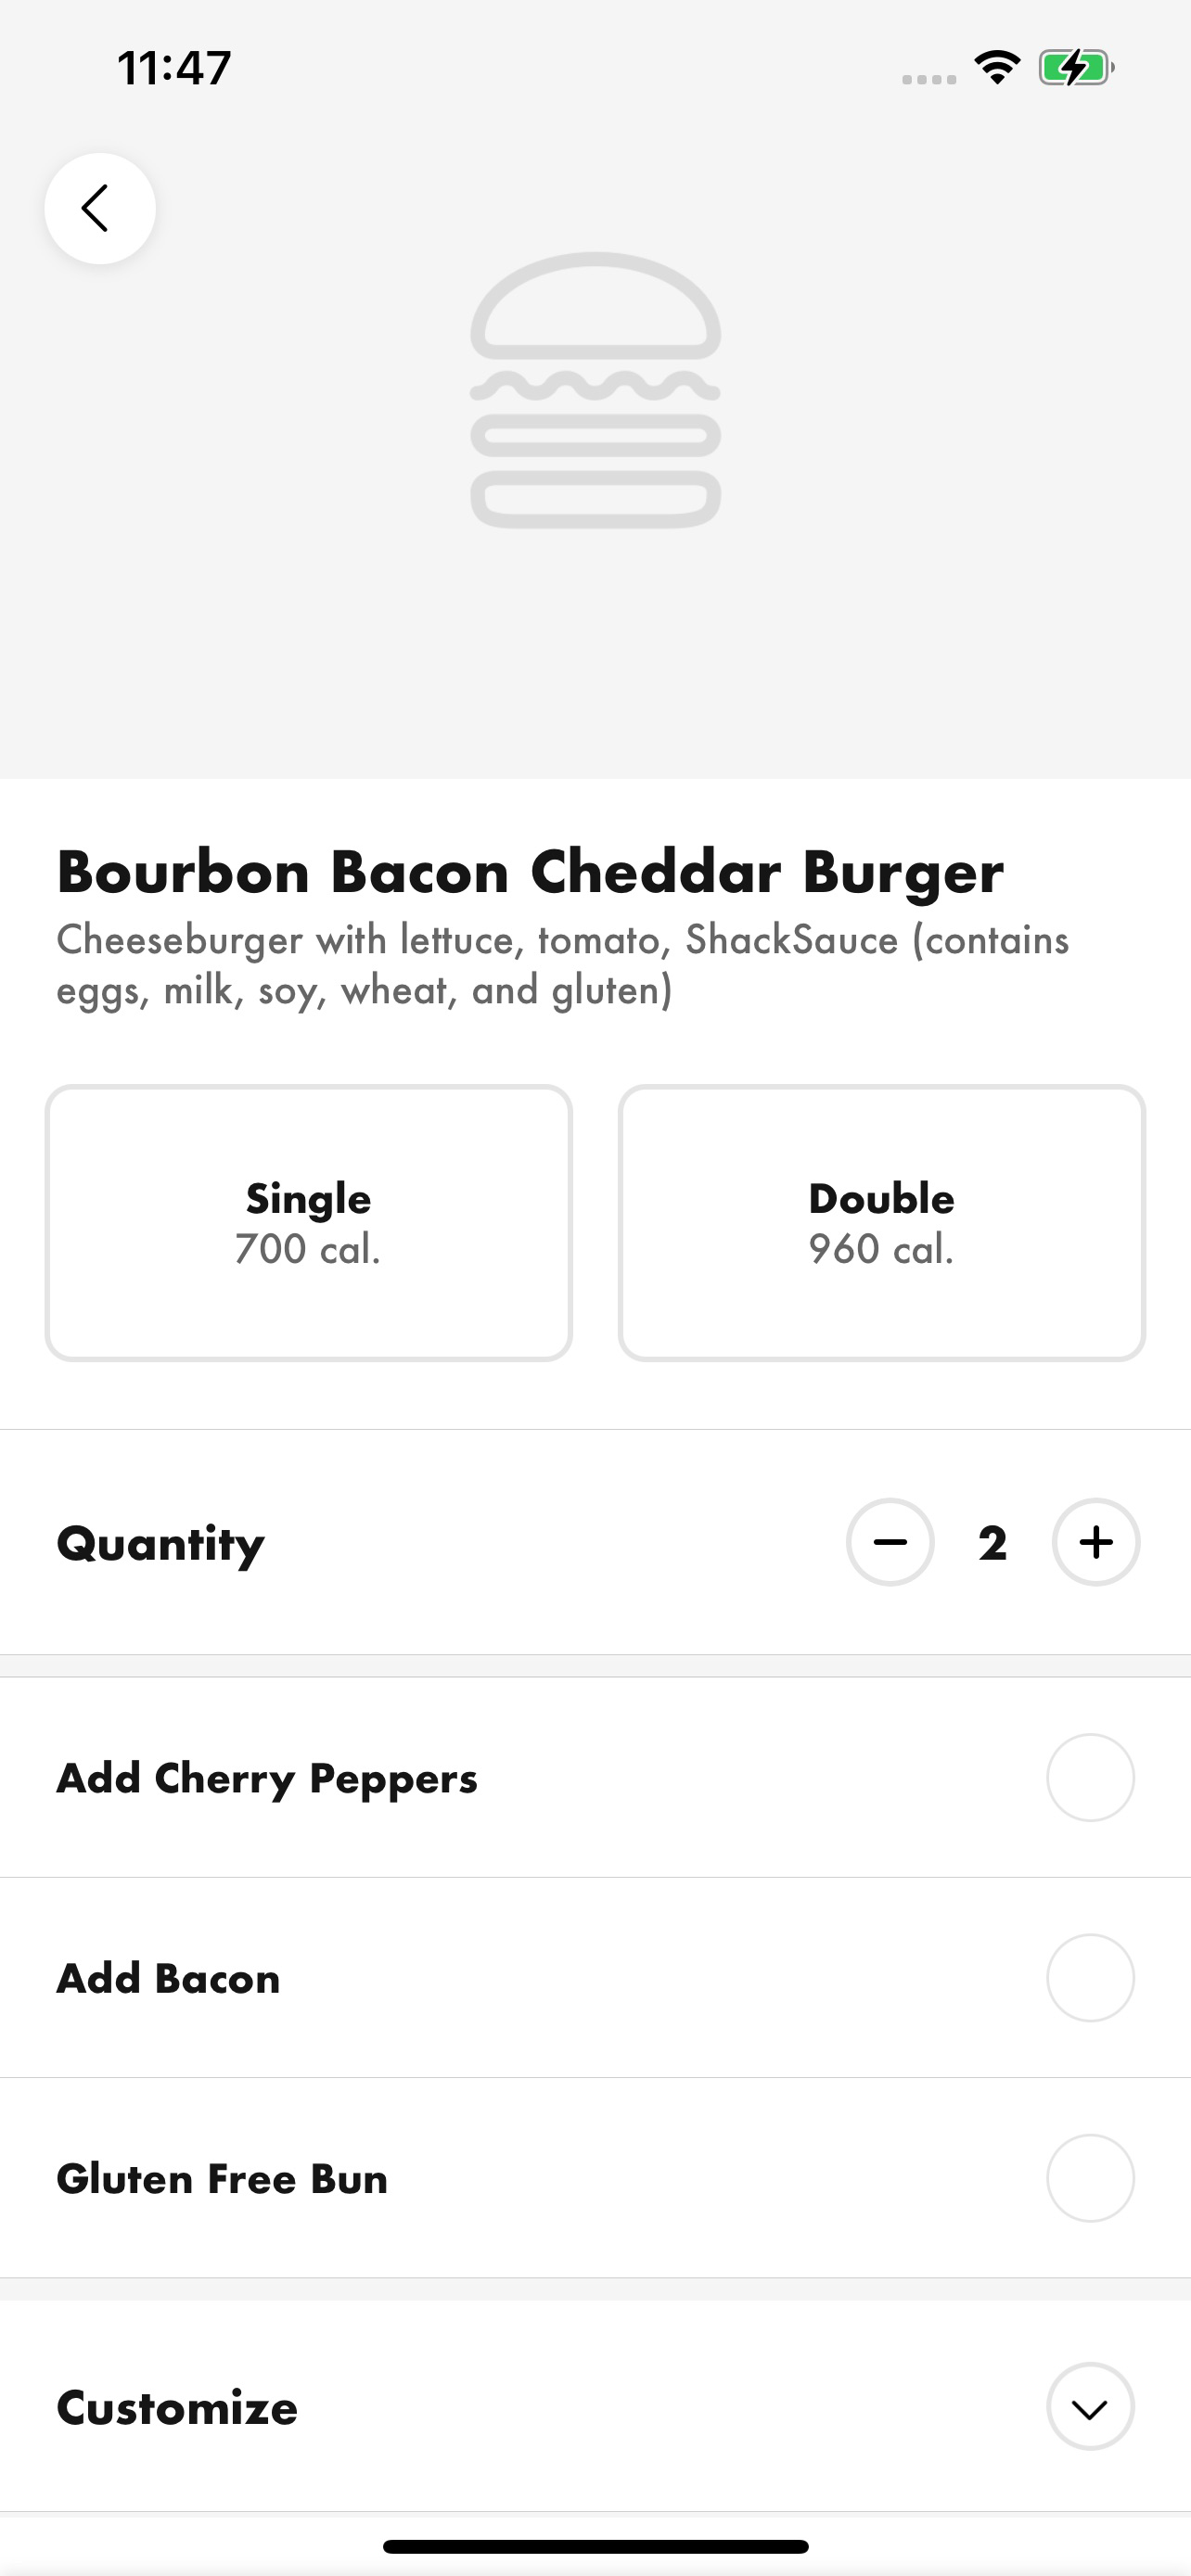 11:47
Bourbon Bacon Cheddar Burger
Cheeseburger with lettuce, tomato, ShackSauce (contains
eggs, milk, soy, wheat, and gluten)
Single
700 cal.
Double
960 cal.
Quantity
2
Add Cherry Peppers
Add Bacon
Gluten Free Bun
Customize